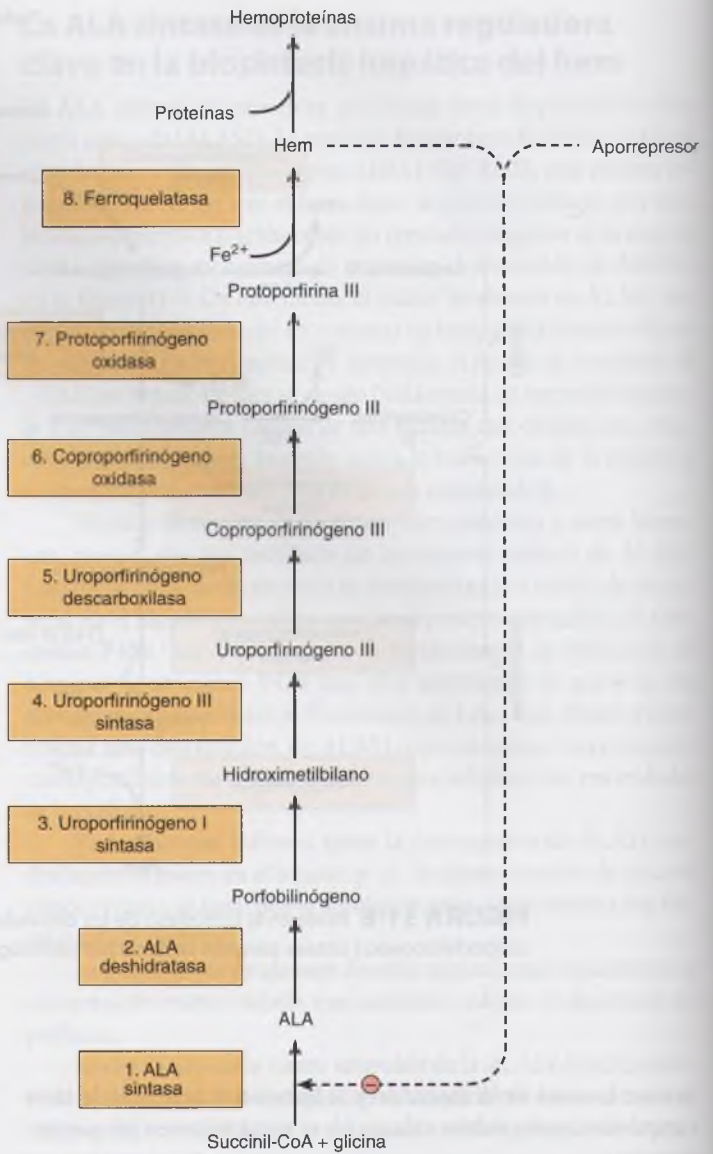 Hemoproteínas
Proteínas
Hem
Aporrepresor
8. Ferroquelatasa
Fe2+
Protoporfirina III
7. Protoporfirinógeno
oxidasa
Protoporfirinógeno III
6. Coproporfirinógeno
oxidasa
Coproporfirinógeno III
5. Uroporfirinógeno
descarboxilasa
Uroporfirinógeno III
4. Uroporfirinógeno III
sintasa
Hidroximetilbilano
3. Uroporfirinógeno I
sintasa
Porfobilinógeno
2. ALA
deshidratasa
ALA
1. ALA
sintasa
Succinil-CoA + glicina